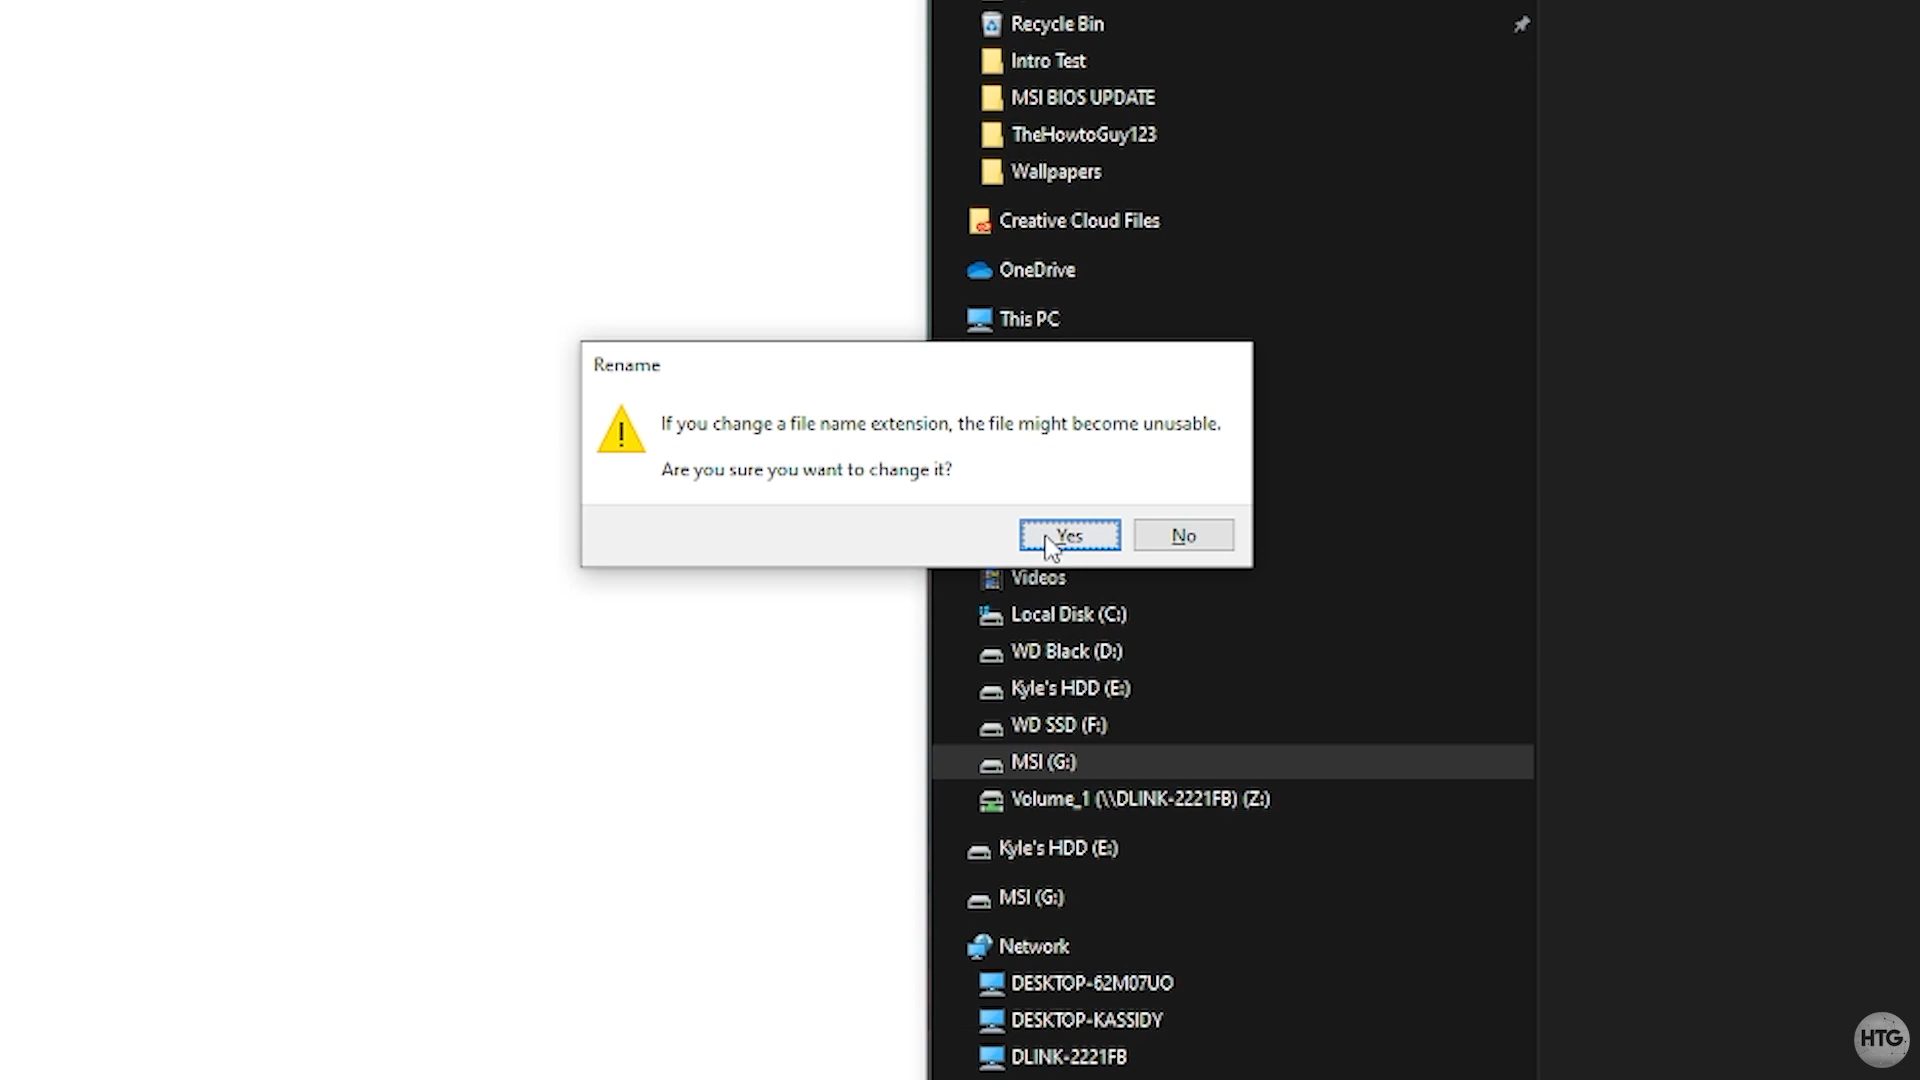 Recycle Bin
Intro Test
MSI BIOS UPDATE
TheHowtoGuy123
Wallpapers
Creative Cloud Files
OneDrive
This PC
Rename
If you change a file name extension, the file might become unusable.
Are you sure you want to change it?
Yes
No
Videos
Local Disk (C:)
WD Black (D:)
Kyle's HDD (E:)
WD SSD (F:)
MSI (G:)
Volume_1 (\\DLINK-2221FB) (Z:)
Kyle's HDD (E:)
MSI (G:)
Network
DESKTOP-62M07UO
DESKTOP-KASSIDY
DLINK-2221FB
HTG